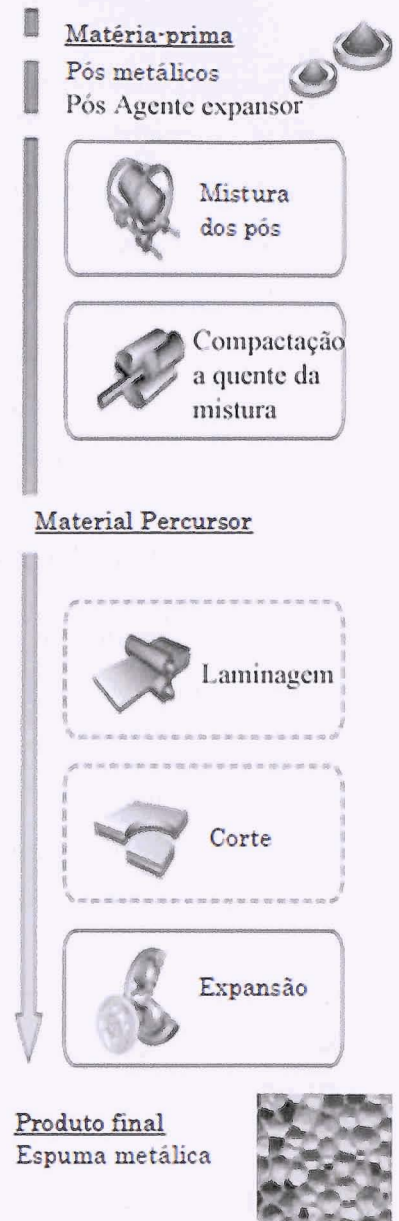 Matéria-prima
Pós metálicos
Pós Agente expansor
Mistura
dos pós
Compactação
a quente da
mistura
Material Percursor
Laminagem
Corte
Expansão
Produto final
Espuma metálica